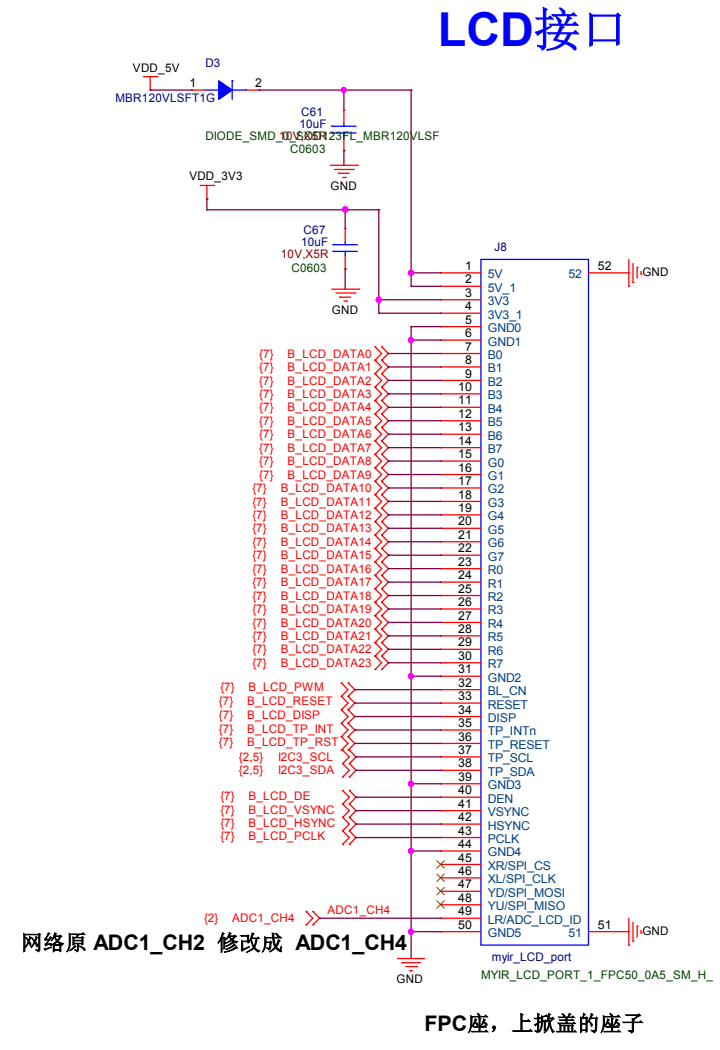 LCD接口
VDD_5V
D3
1
2
MBR120VLSFT1G
C61
10uF
10V,X5R
DIODE_SMD_0_SOD123FL_MBR120VLSF
C0603
GND
VDD_3V3
C67
10uF
10V,X5R
C0603
GND
J8
1 5V 52 52 GND
2 5V_1
3 3V3
4 3V3_1
5 GND0
6 GND1
{7} B_LCD_DATA0 7 B0
{7} B_LCD_DATA1 8 B1
{7} B_LCD_DATA2 9 B2
{7} B_LCD_DATA3 10 B3
{7} B_LCD_DATA4 11 B4
{7} B_LCD_DATA5 12 B5
{7} B_LCD_DATA6 13 B6
{7} B_LCD_DATA7 14 B7
{7} B_LCD_DATA8 15 G0
{7} B_LCD_DATA9 16 G1
{7} B_LCD_DATA10 17 G2
{7} B_LCD_DATA11 18 G3
{7} B_LCD_DATA12 19 G4
{7} B_LCD_DATA13 20 G5
{7} B_LCD_DATA14 21 G6
{7} B_LCD_DATA15 22 G7
{7} B_LCD_DATA16 23 R0
{7} B_LCD_DATA17 24 R1
{7} B_LCD_DATA18 25 R2
{7} B_LCD_DATA19 26 R3
{7} B_LCD_DATA20 27 R4
{7} B_LCD_DATA21 28 R5
{7} B_LCD_DATA22 29 R6
{7} B_LCD_DATA23 30 R7
31 GND2
{7} B_LCD_PWM 32 BL_CN
{7} B_LCD_RESET 33 RESET
{7} B_LCD_DISP 34 DISP
{7} B_LCD_TP_INT 35 TP_INTn
{7} B_LCD_TP_RST 36 TP_RESET
{2,5} I2C3_SCL 37 TP_SCL
{2,5} I2C3_SDA 38 TP_SDA
39 GND3
{7} B_LCD_DE 40 DEN
{7} B_LCD_VSYNC 41 VSYNC
{7} B_LCD_HSYNC 42 HSYNC
{7} B_LCD_PCLK 43 PCLK
44 GND4
45 XR/SPI_CS
46 XL/SPI_CLK
47 YD/SPI_MOSI
48 YU/SPI_MISO
{2} ADC1_CH4 ADC1_CH4 49 LR/ADC_LCD_ID
50 GND5 51 51 GND
网络原 ADC1_CH2 修改成 ADC1_CH4
myir_LCD_port
MYIR_LCD_PORT_1_FPC50_0A5_SM_H_
GND
FPC座，上掀盖的座子